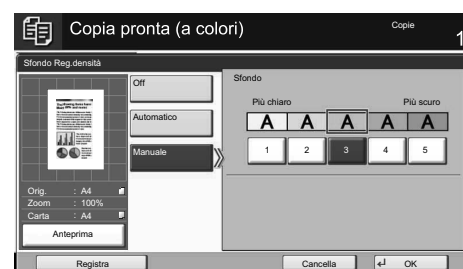 Copia pronta (a colori)
Copie
1
Sfondo Reg.densità
Off
Automatico
Manuale
Sfondo
Più chiaro
Più scuro
A A A A A
1 2 3 4 5
Orig. : A4
Zoom : 100%
Carta : A4
Anteprima
Registra
Cancella
OK